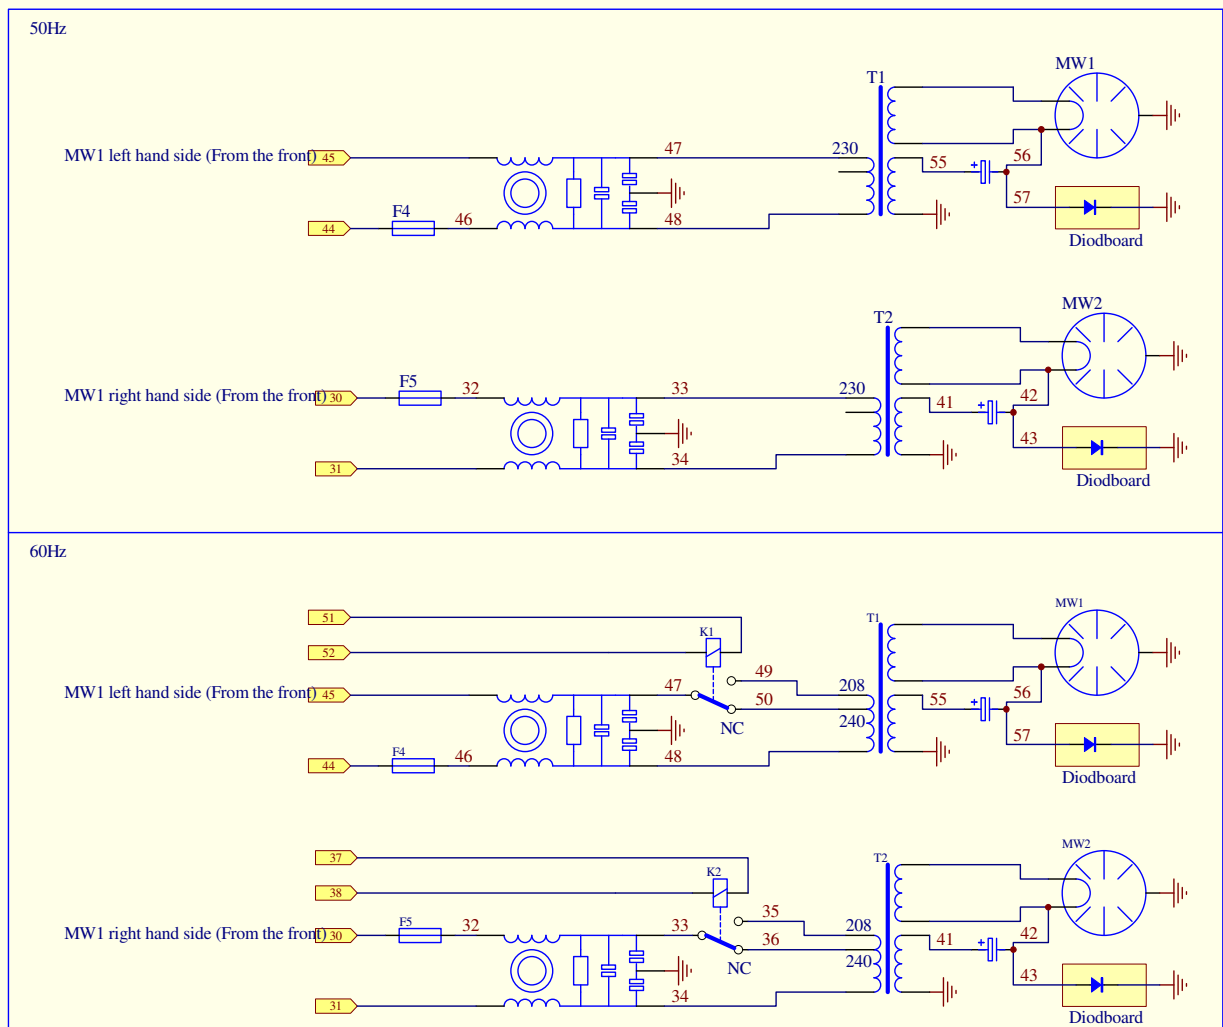 50Hz
MW1
T1
MW1 left hand side (From the front) 45 47 230 55 + 56
57
44 F4 46 48
Diodboard
MW2
T2
MW1 right hand side (From the front) 30 F5 32 33 230 41 + 42
43
31 34
Diodboard
60Hz
51 T1 MW1
52 K1
MW1 left hand side (From the front) 45 47 49 208 55 + 56
50
NC 240
57
44 F4 46 48
Diodboard
37 T2 MW2
38 K2
35
MW1 right hand side (From the front) 30 F5 32 33 36 208 41 + 42
NC 240
43
31 34
Diodboard